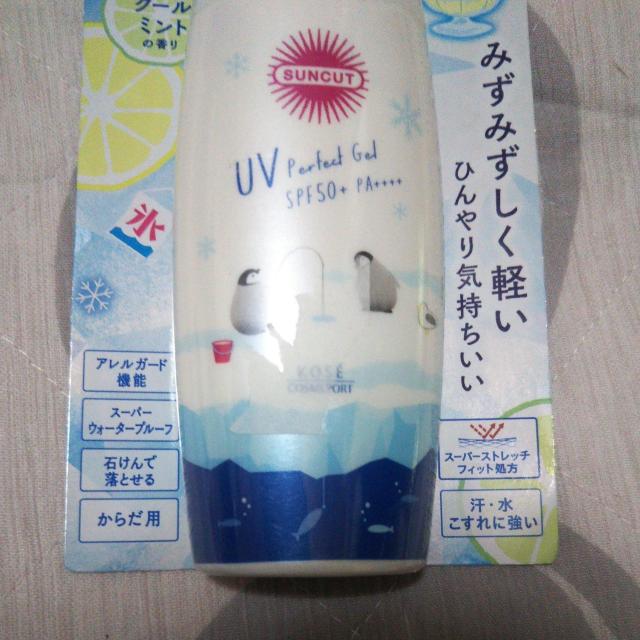 クール
ミント
の香り
SUNCUT
UV Perfect Gel
SPF50+ PA++++
みずみずしく軽い
ひんやり気持ちいい
氷
KOSÉ
COSMEPORT
アレルガード
機能
スーパー
ウォータープルーフ
石けんで
落とせる
からだ用
スーパーストレッチ
フィット処方
汗・水
こすれに強い